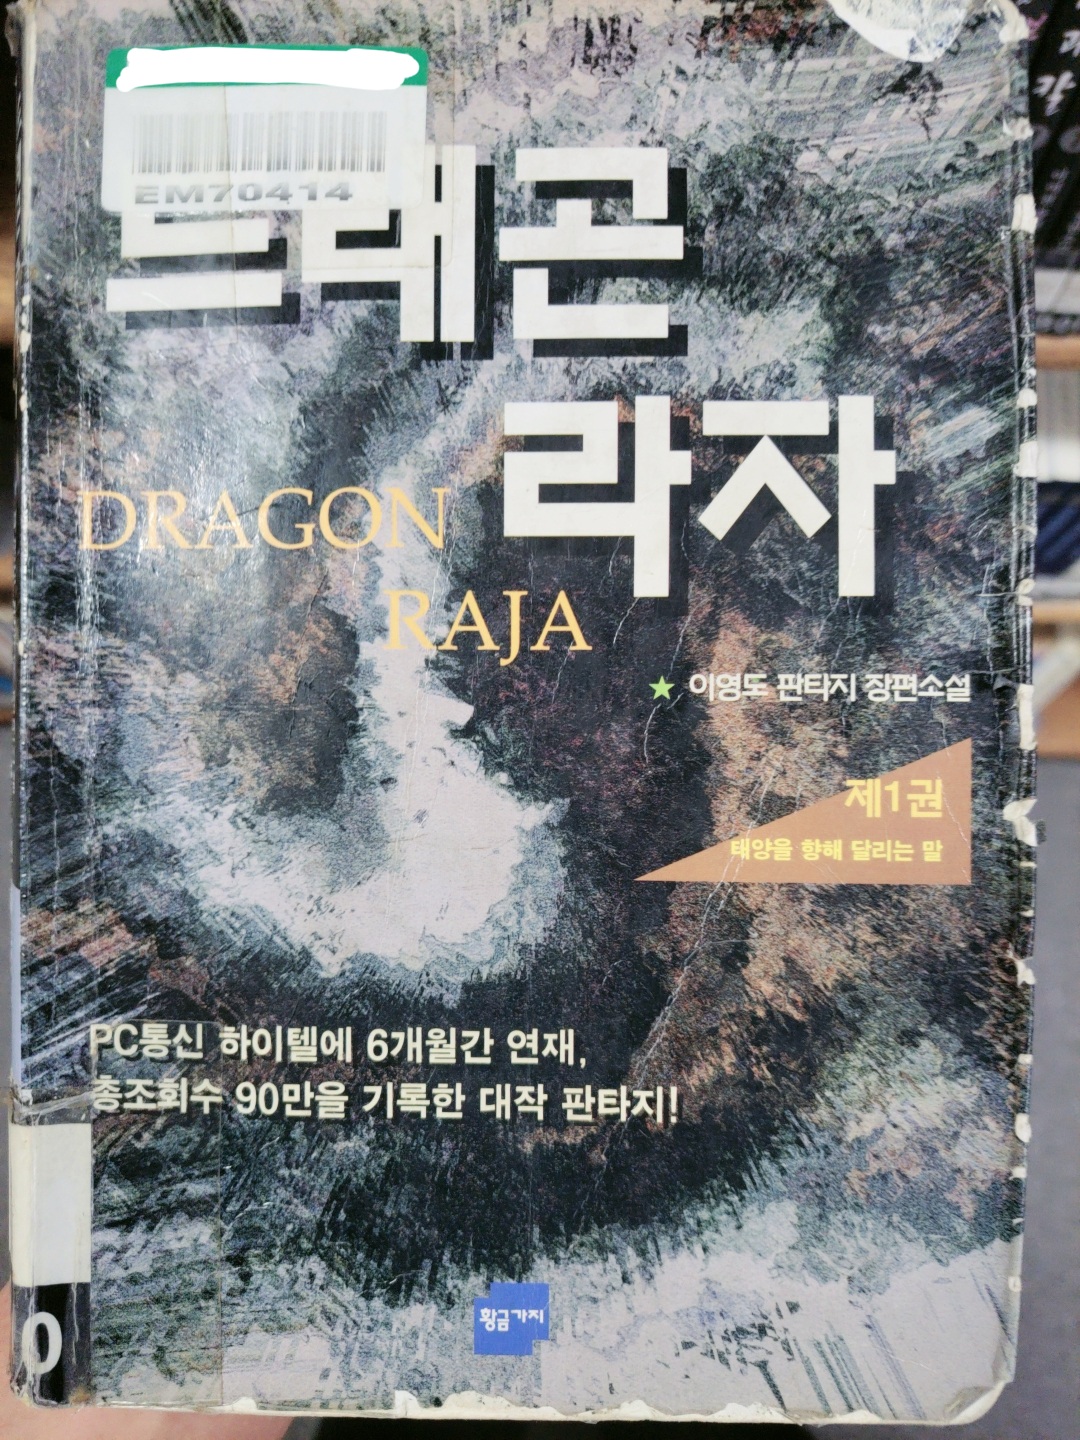 EM70414
드래곤
라자
DRAGON
RAJA
★ 이영도 판타지 장편소설
제1권
태양을 향해 달리는 말
PC통신 하이텔에 6개월간 연재,
총조회수 90만을 기록한 대작 판타지!
황금가지
0